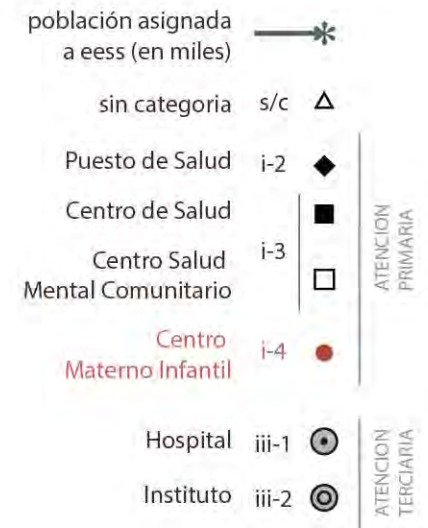 población asignada
a eess (en miles)
sin categoria s/c
Puesto de Salud i-2
Centro de Salud
i-3
Centro Salud
Mental Comunitario
ATENCION
PRIMARIA
Centro
Materno Infantil i-4
Hospital iii-1
Instituto iii-2
ATENCION
TERCIARIA